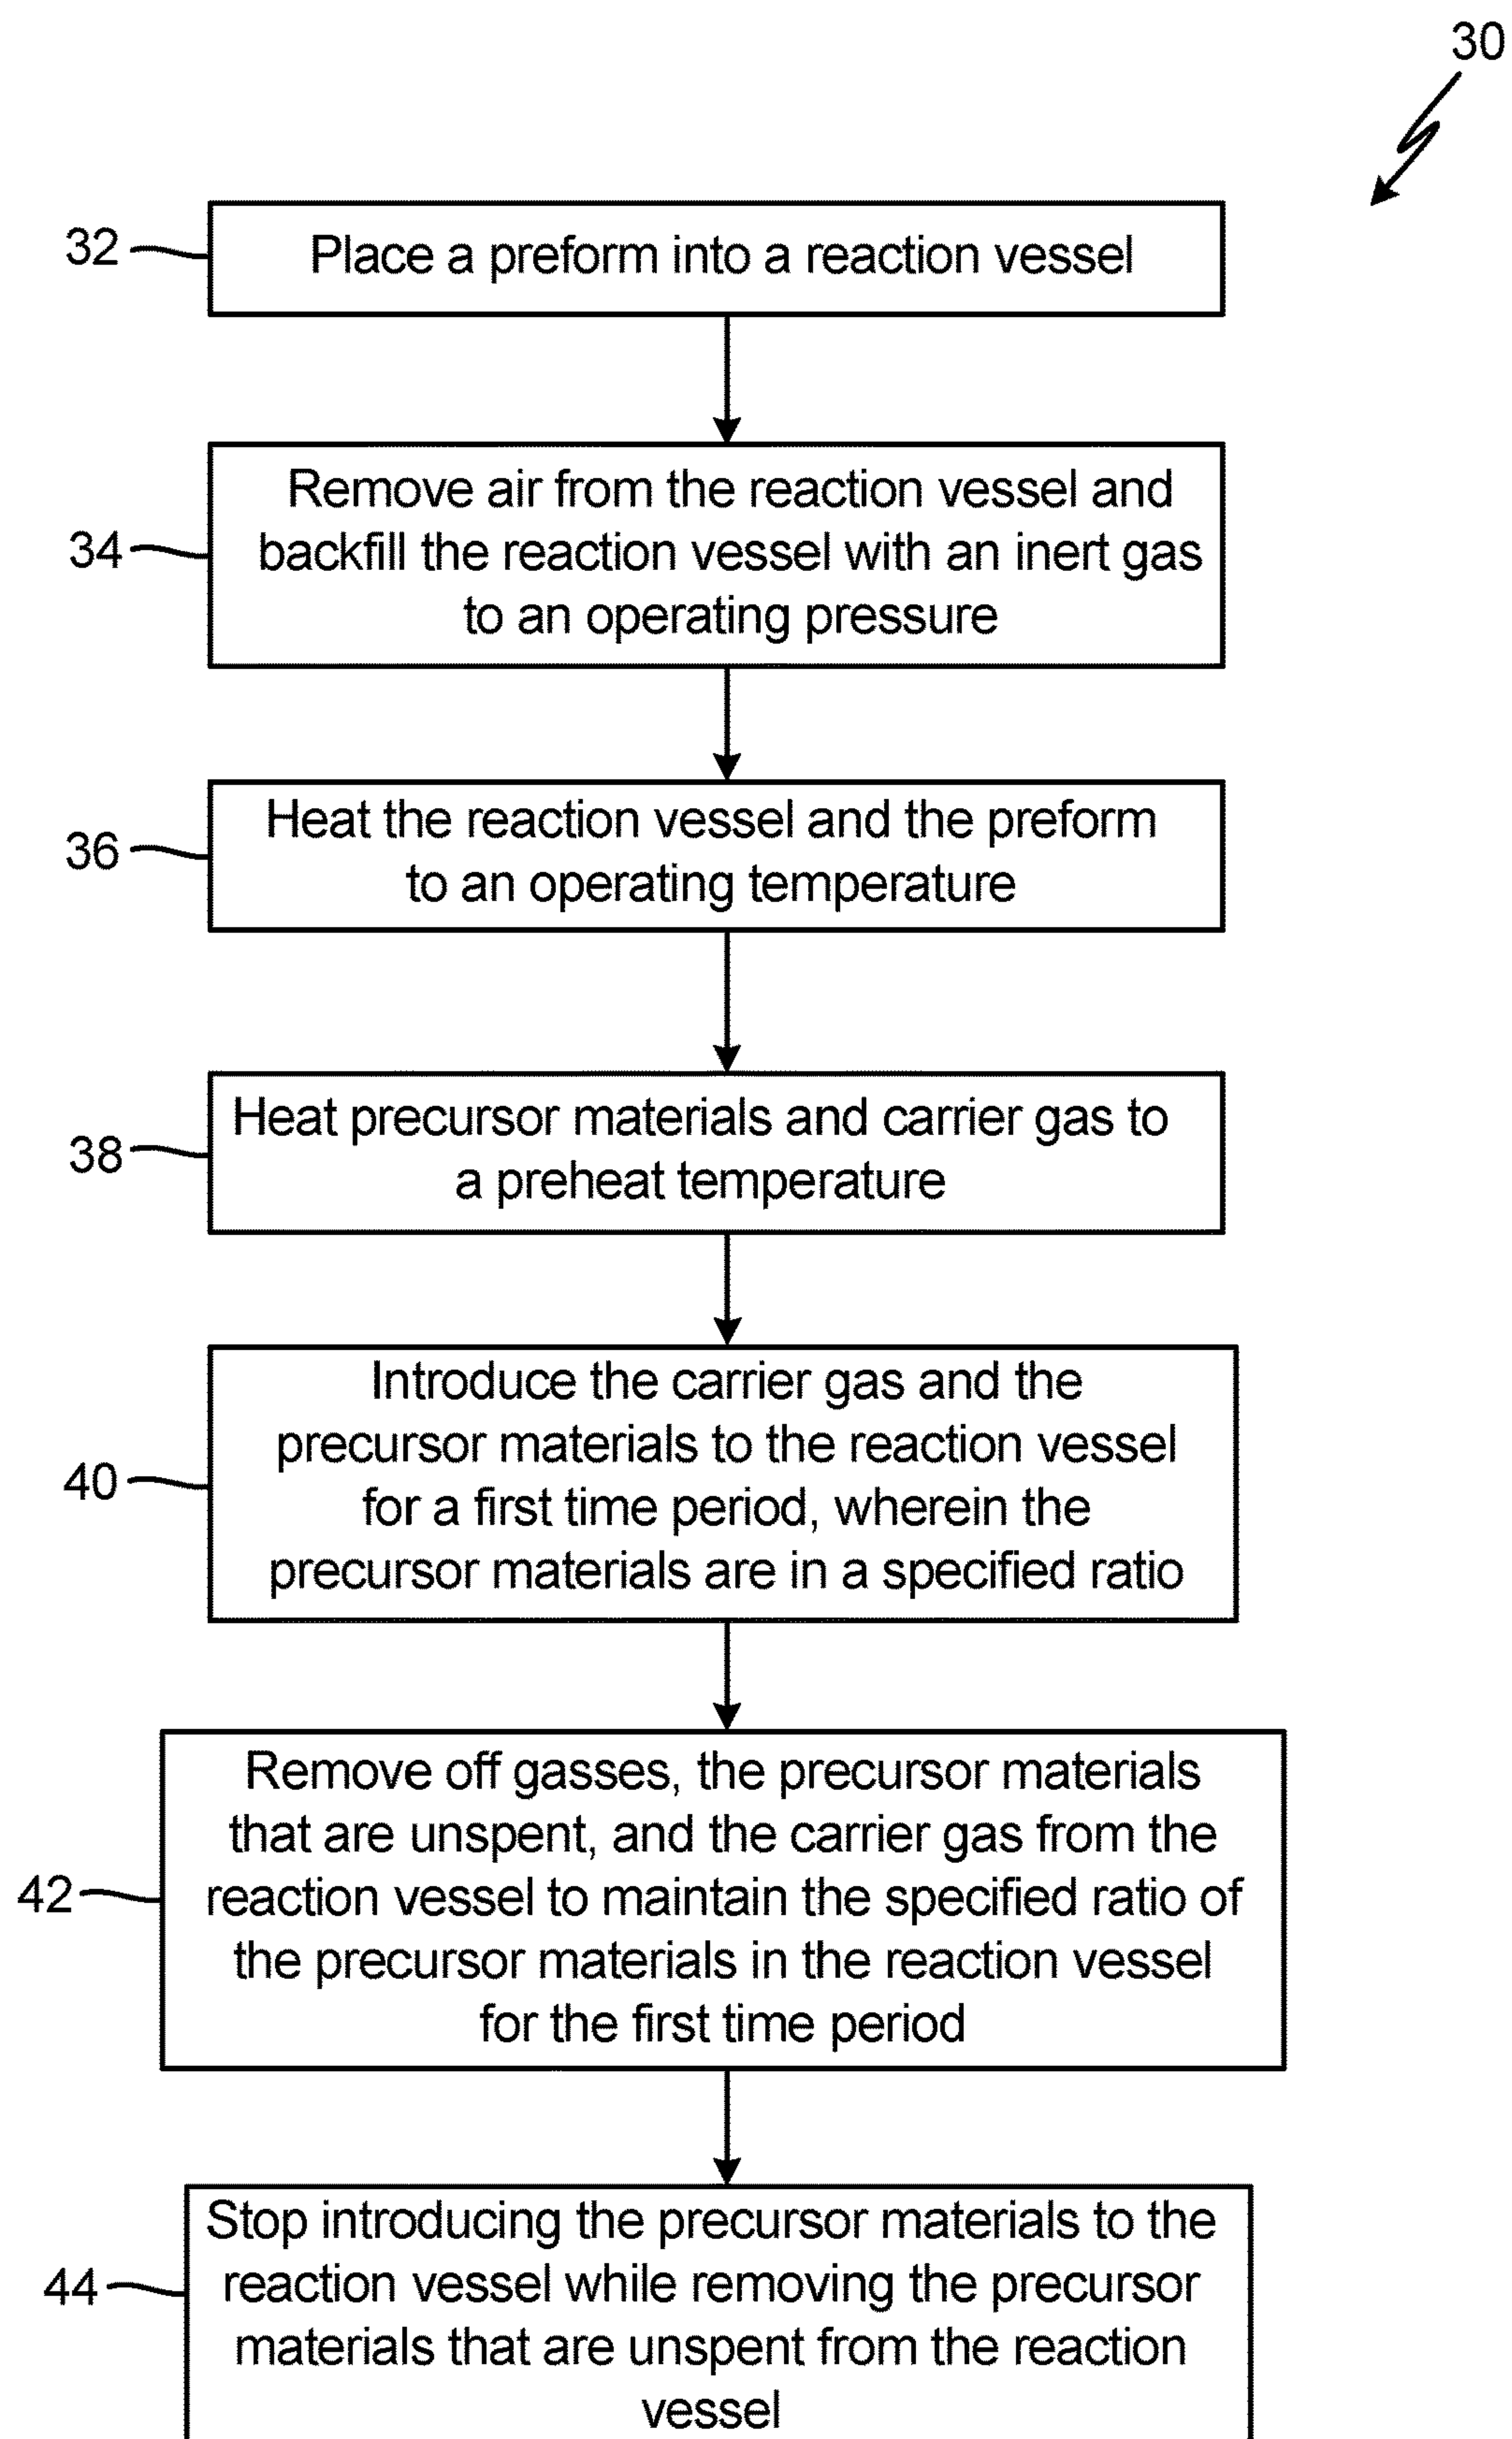 30
32
Place a preform into a reaction vessel
34
Remove air from the reaction vessel and
backfill the reaction vessel with an inert gas
to an operating pressure
36
Heat the reaction vessel and the preform
to an operating temperature
38
Heat precursor materials and carrier gas to
a preheat temperature
40
Introduce the carrier gas and the
precursor materials to the reaction vessel
for a first time period, wherein the
precursor materials are in a specified ratio
42
Remove off gasses, the precursor materials
that are unspent, and the carrier gas from the
reaction vessel to maintain the specified ratio of
the precursor materials in the reaction vessel
for the first time period
44
Stop introducing the precursor materials to the
reaction vessel while removing the precursor
materials that are unspent from the reaction
vessel